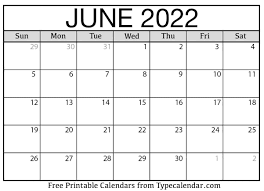 JUNE 2022
Sun Mon Tue Wed Thu Fri Sat
29 30 31 1 2 3 4
5 6 7 8 9 10 11
12 13 14 15 16 17 18
19 20 21 22 23 24 25
26 27 28 29 30 1 2
Free Printable Calendars from Typecalendar.com